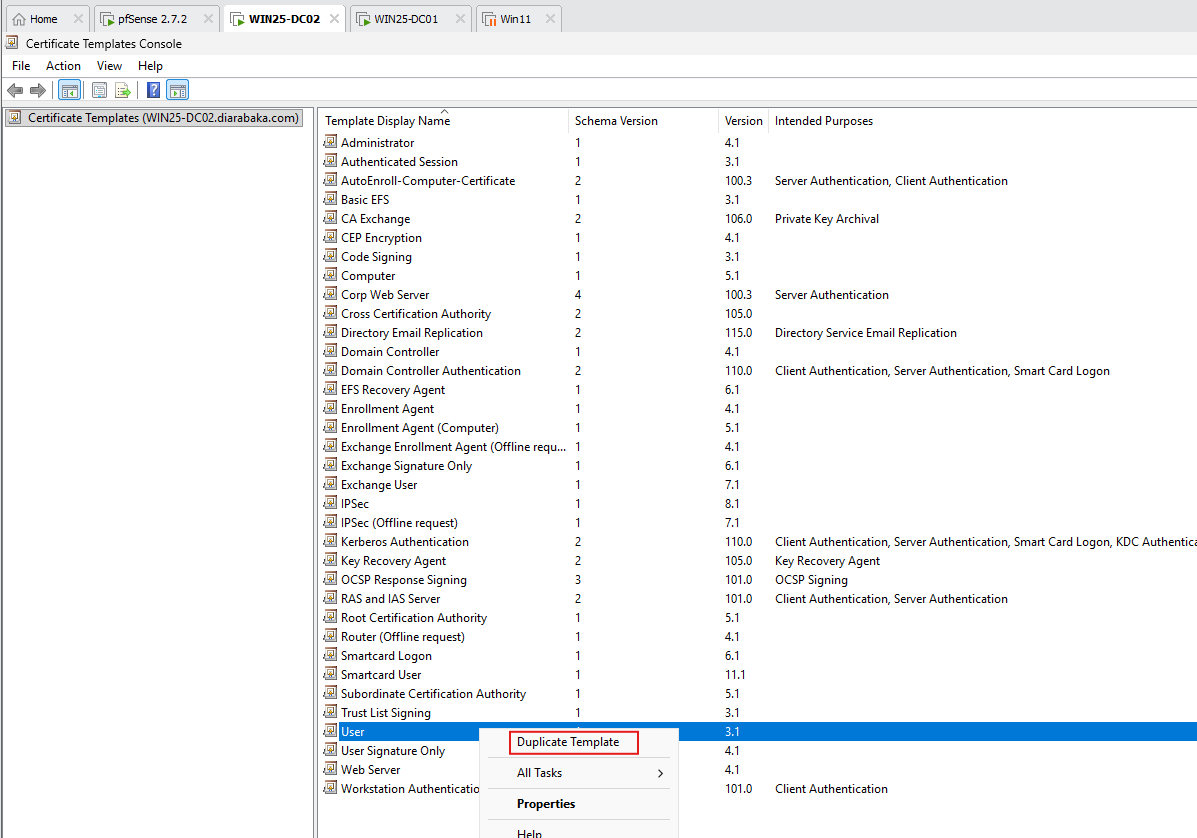 Home pfSense 2.7.2 WIN25-DC02 WIN25-DC01 Win11
Certificate Templates Console
File Action View Help
Certificate Templates (WIN25-DC02.diarabaka.com)
Template Display Name Schema Version Version Intended Purposes
Administrator 1 4.1
Authenticated Session 1 3.1
AutoEnroll-Computer-Certificate 2 100.3 Server Authentication, Client Authentication
Basic EFS 1 3.1
CA Exchange 2 106.0 Private Key Archival
CEP Encryption 1 4.1
Code Signing 1 3.1
Computer 1 5.1
Corp Web Server 4 100.3 Server Authentication
Cross Certification Authority 2 105.0
Directory Email Replication 2 115.0 Directory Service Email Replication
Domain Controller 1 4.1
Domain Controller Authentication 2 110.0 Client Authentication, Server Authentication, Smart Card Logon
EFS Recovery Agent 1 6.1
Enrollment Agent 1 4.1
Enrollment Agent (Computer) 1 5.1
Exchange Enrollment Agent (Offline requ... 1 4.1
Exchange Signature Only 1 6.1
Exchange User 1 7.1
IPSec 1 8.1
IPSec (Offline request) 1 7.1
Kerberos Authentication 2 110.0 Client Authentication, Server Authentication, Smart Card Logon, KDC Authentica
Key Recovery Agent 2 105.0 Key Recovery Agent
OCSP Response Signing 3 101.0 OCSP Signing
RAS and IAS Server 2 101.0 Client Authentication, Server Authentication
Root Certification Authority 1 5.1
Router (Offline request) 1 4.1
Smartcard Logon 1 6.1
Smartcard User 1 11.1
Subordinate Certification Authority 1 5.1
Trust List Signing 1 3.1
User 3.1
Duplicate Template
User Signature Only 4.1
Web Server 4.1
All Tasks
Workstation Authenticatio 101.0 Client Authentication
Properties
Help